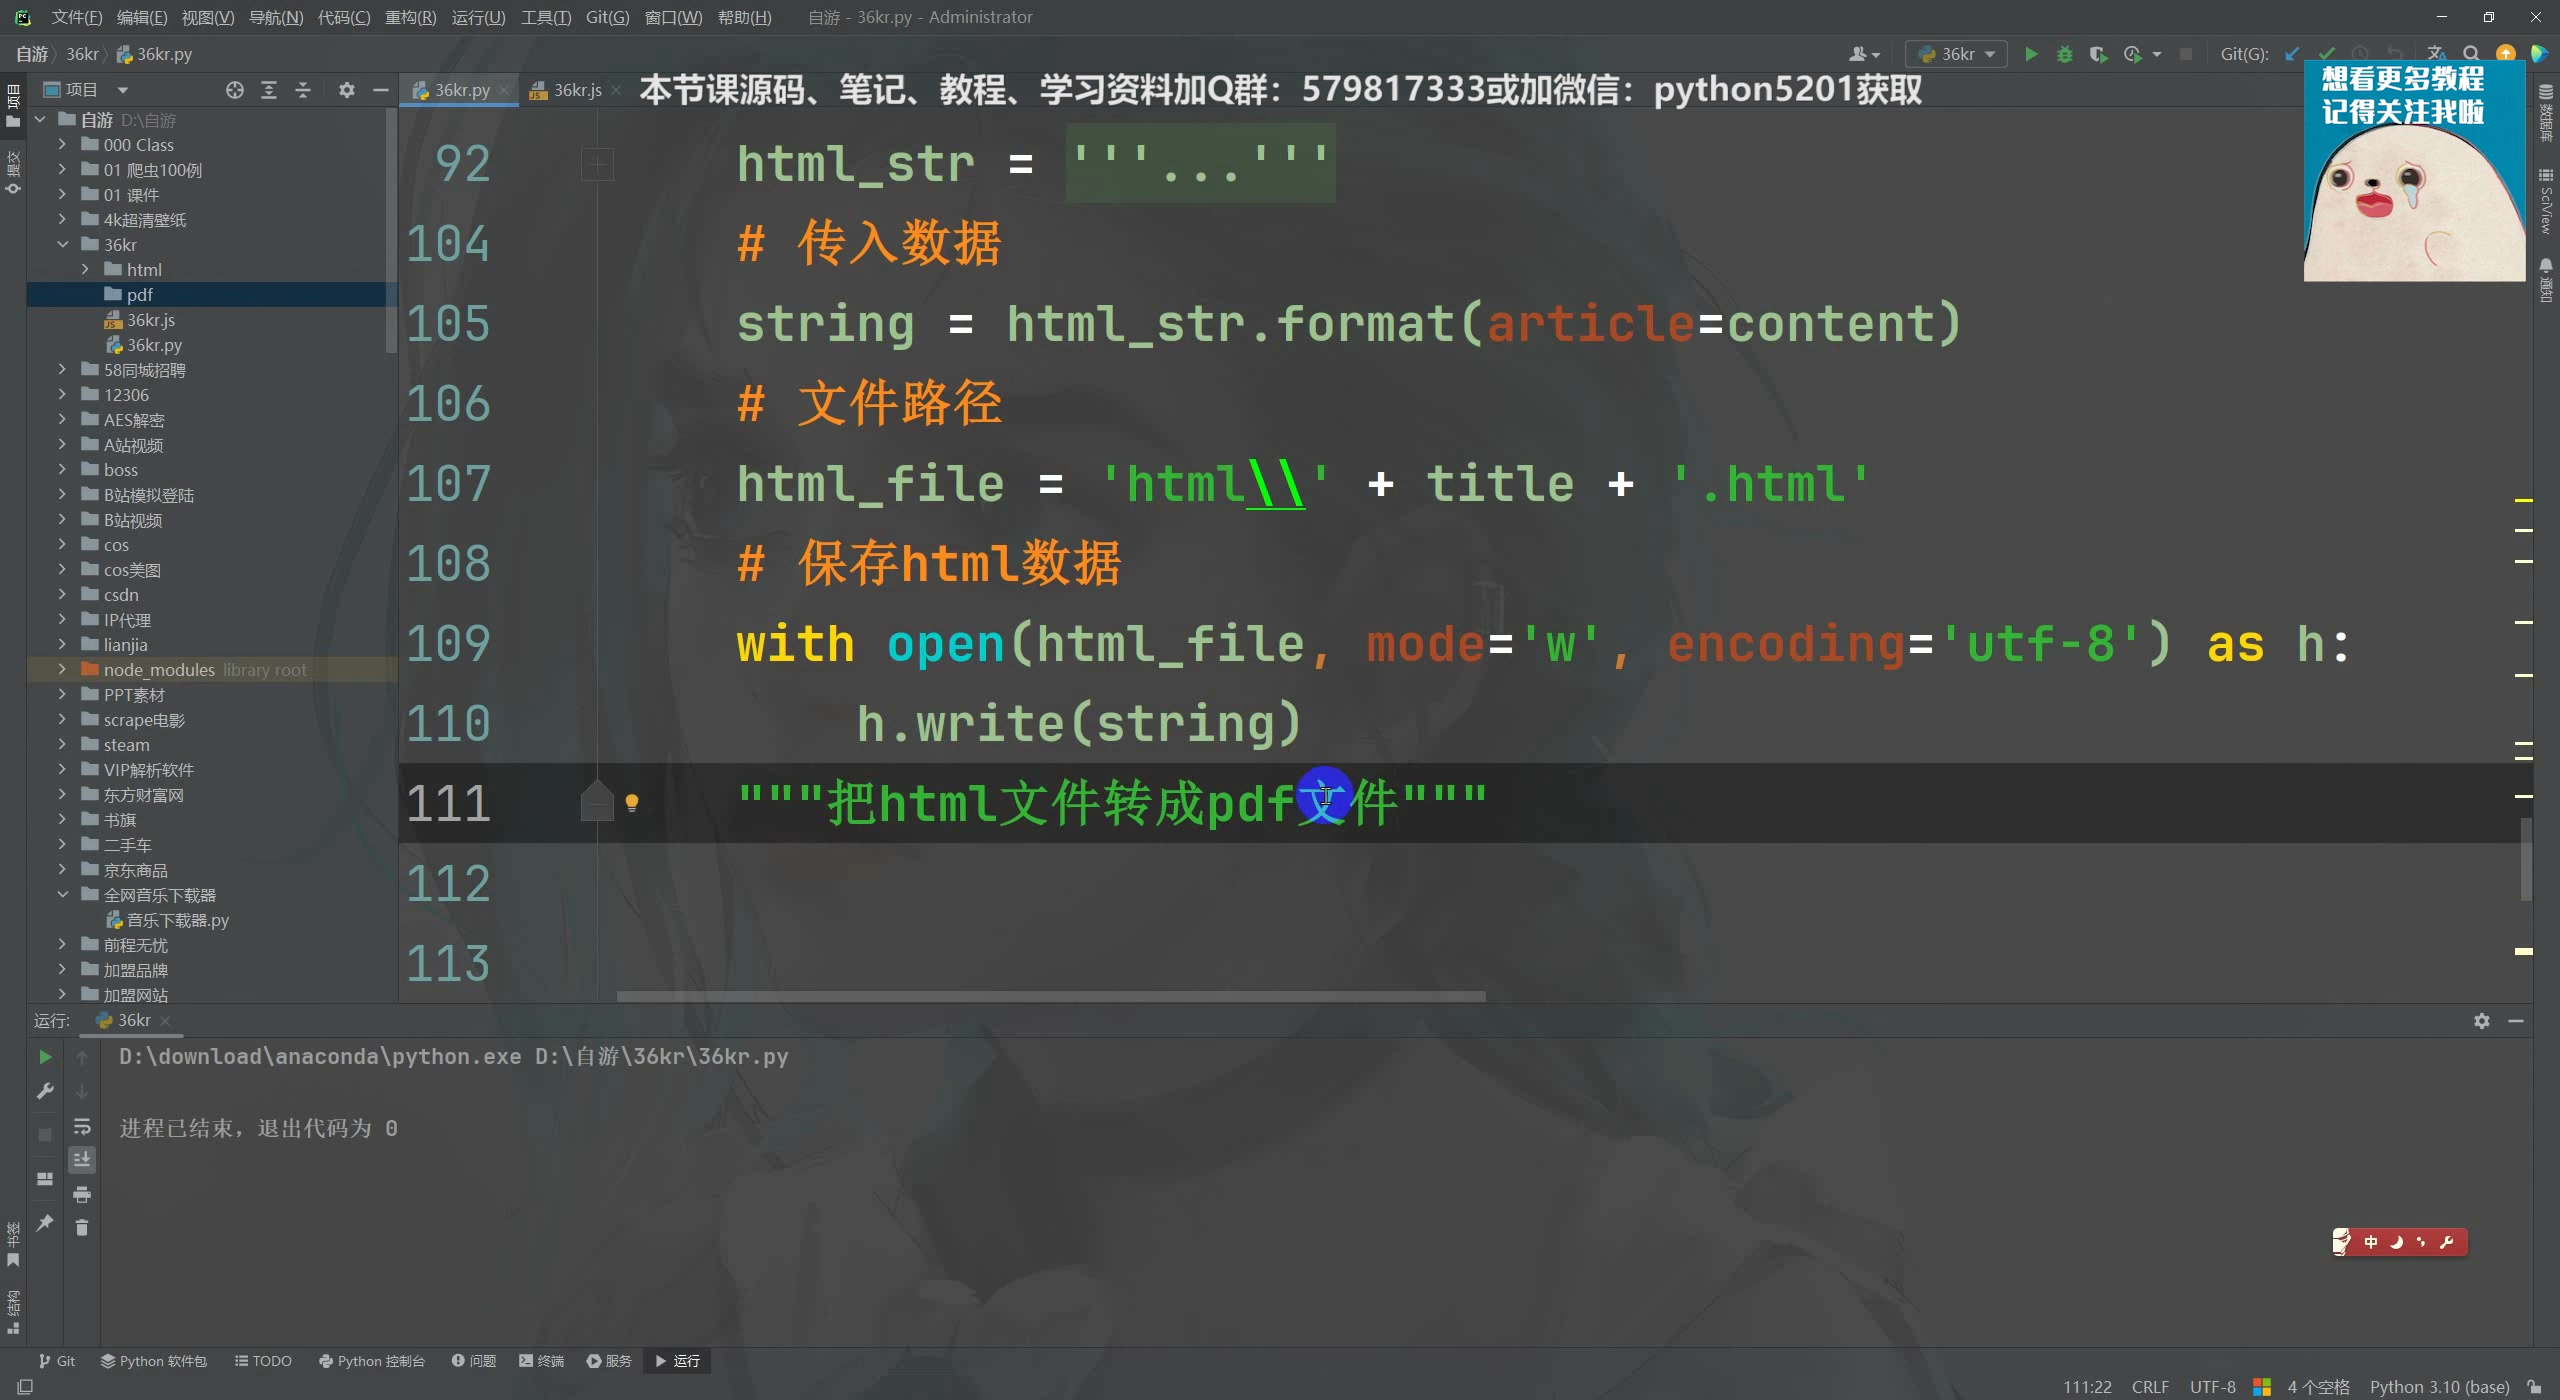 文件(F) 编辑(E) 视图(V) 导航(N) 代码(C) 重构(R) 运行(U) 工具(T) Git(G) 窗口(W) 帮助(H) 自游 - 36kr.py - Administrator
自游 36kr 36kr.py
36kr Git(G):
项目
36kr.py 36kr.js
本节课源码、笔记、教程、学习资料加Q群：579817333或加微信：python5201获取
想看更多教程
记得关注我啦
项目
提交
书签
结构
数据库
SciView
通知
自游 D:\自游
000 Class
01 爬虫100例
01 课件
4k超清壁纸
36kr
html
pdf
36kr.js
36kr.py
58同城招聘
12306
AES解密
A站视频
boss
B站模拟登陆
B站视频
cos
cos美图
csdn
IP代理
lianjia
node_modules library root
PPT素材
scrape电影
steam
VIP解析软件
东方财富网
书旗
二手车
京东商品
全网音乐下载器
音乐下载器.py
前程无忧
加盟品牌
加盟网站
92 html_str = '''...'''
104 # 传入数据
105 string = html_str.format(article=content)
106 # 文件路径
107 html_file = 'html\\' + title + '.html'
108 # 保存html数据
109 with open(html_file, mode='w', encoding='utf-8') as h:
110 h.write(string)
111 """把html文件转成pdf文件"""
112
113
运行: 36kr
D:\download\anaconda\python.exe D:\自游\36kr\36kr.py
进程已结束，退出代码为 0
中
Git Python 软件包 TODO Python 控制台 问题 终端 服务 运行
111:22 CRLF UTF-8 4 个空格 Python 3.10 (base)